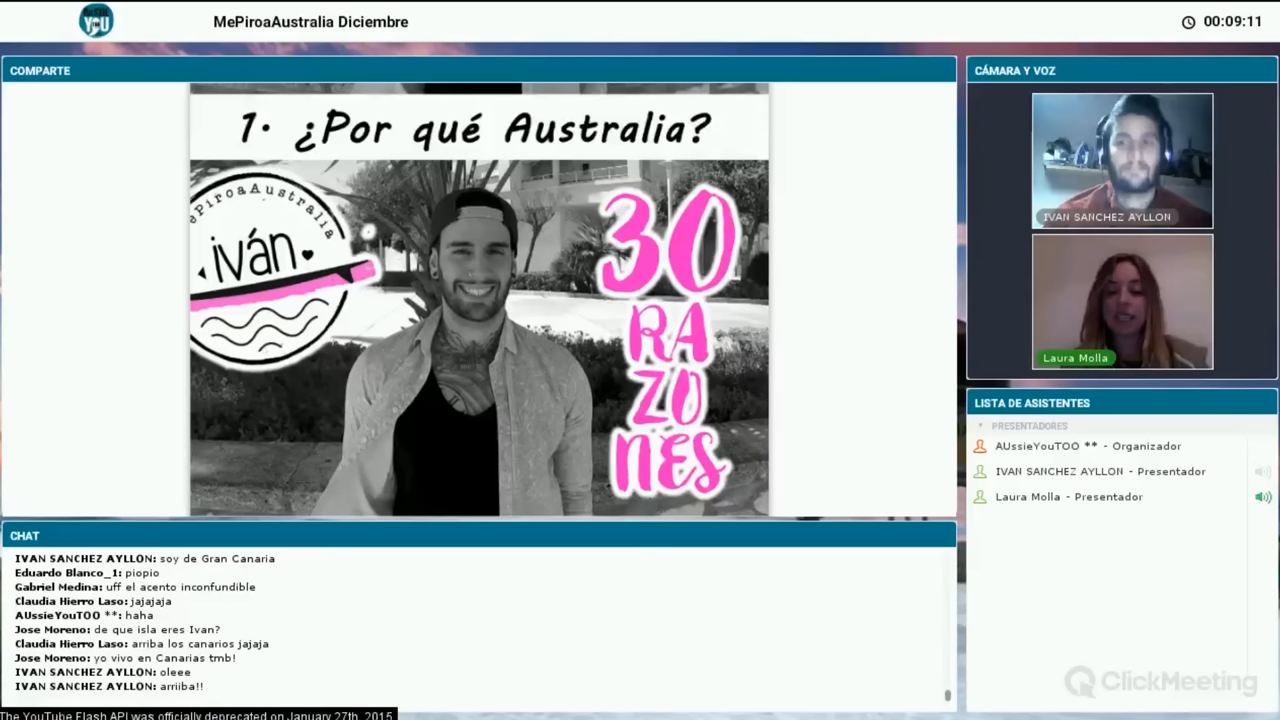 YOU
MePiroaAustralia Diciembre
00:09:11
COMPARTE
1. ¿Por qué Australia?
ePiroaAustralia
iván
30
RA
ZO
NES
CÁMARA Y VOZ
IVAN SANCHEZ AYLLON
Laura Molla
LISTA DE ASISTENTES
PRESENTADORES
AUssieYouTOO ** - Organizador
IVAN SANCHEZ AYLLON - Presentador
Laura Molla - Presentador
CHAT
IVAN SANCHEZ AYLLON: soy de Gran Canaria
Eduardo Blanco_1: piopio
Gabriel Medina: uff el acento inconfundible
Claudia Hierro Laso: jajajaja
AUssieYouTOO **: haha
Jose Moreno: de que isla eres Ivan?
Claudia Hierro Laso: arriba los canarios jajaja
Jose Moreno: yo vivo en Canarias tmb!
IVAN SANCHEZ AYLLON: oleee
IVAN SANCHEZ AYLLON: arriiba!!
ClickMeeting
The YouTube Flash API was officially deprecated on January 27th, 2015